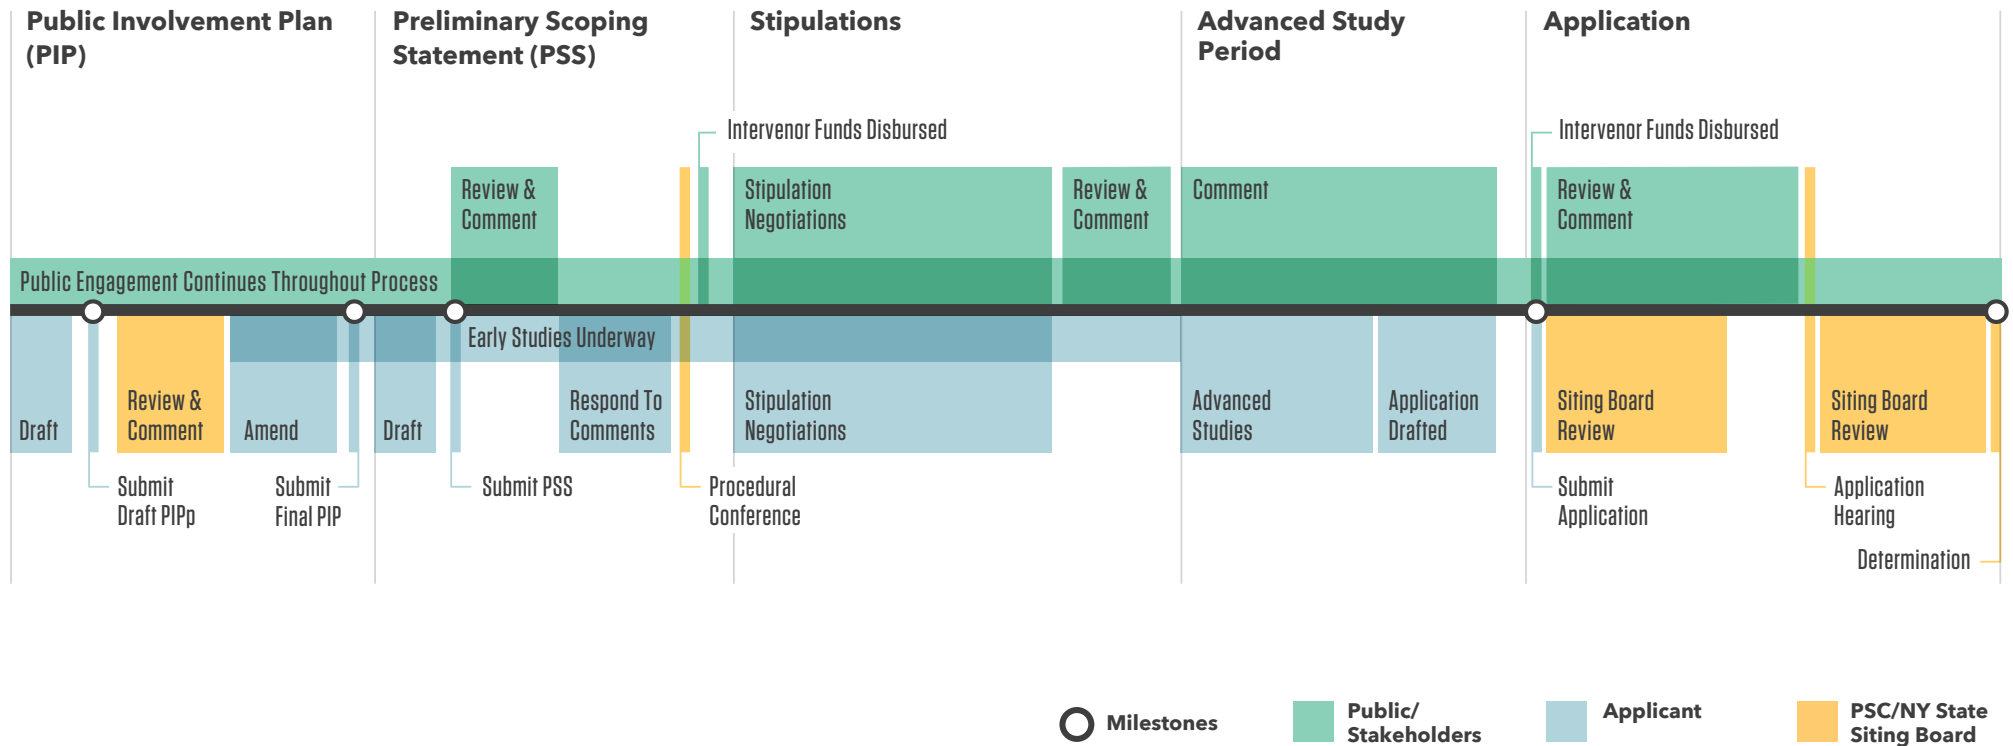 Public Involvement Plan
(PIP)
Preliminary Scoping
Statement (PSS)
Stipulations
Advanced Study
Period
Application
Intervenor Funds Disbursed
Intervenor Funds Disbursed
Review &
Comment
Stipulation
Negotiations
Review &
Comment
Comment
Review &
Comment
Public Engagement Continues Throughout Process
Early Studies Underway
Draft
Review &
Comment
Amend
Draft
Respond To
Comments
Stipulation
Negotiations
Advanced
Studies
Application
Drafted
Siting Board
Review
Siting Board
Review
Submit
Draft PIPp
Submit
Final PIP
Submit PSS
Procedural
Conference
Submit
Application
Application
Hearing
Determination
Milestones
Public/
Stakeholders
Applicant
PSC/NY State
Siting Board